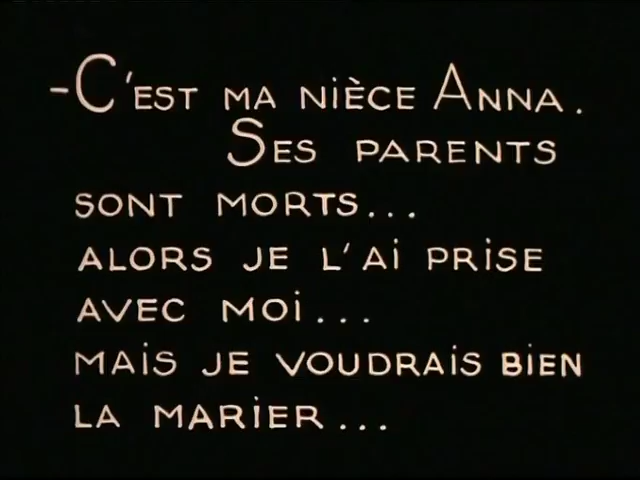 -C'EST MA NIÈCE ANNA.
SES PARENTS
SONT MORTS...
ALORS JE L'AI PRISE
AVEC MOI...
MAIS JE VOUDRAIS BIEN
LA MARIER...